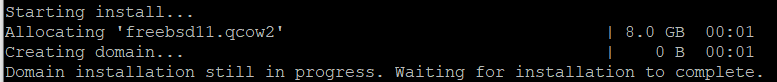 Starting install...
Allocating 'freebsd11.qcow2' | 8.0 GB 00:01
Creating domain... | 0 B 00:01
Domain installation still in progress. Waiting for installation to complete.